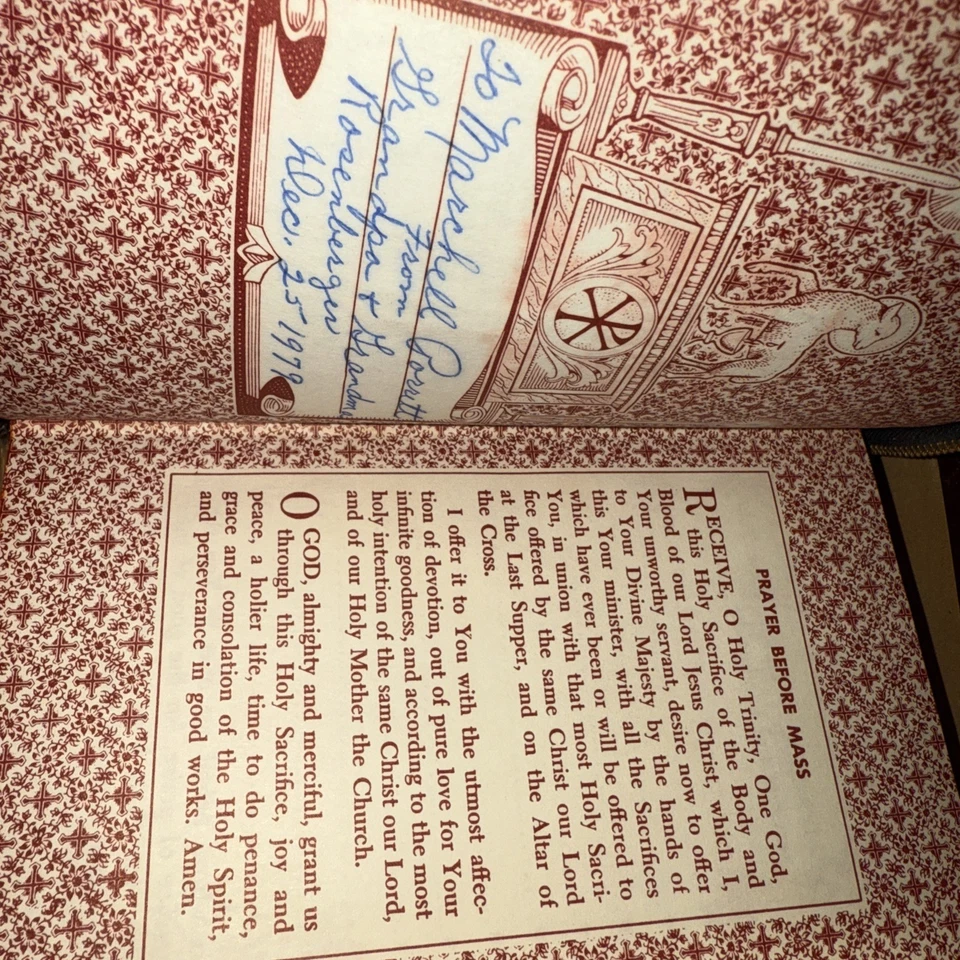 To Marchell
From
Grandpa & Grandm
Rosenberger
Dec. 25 1979
PRAYER BEFORE MASS
RECEIVE, O Holy Trinity, One God,
this Holy Sacrifice of the Body and
Blood of our Lord Jesus Christ, which I,
Your unworthy servant, desire now to offer
to Your Divine Majesty by the hands of
this Your minister, with all the Sacrifices
which have ever been or will be offered to
You, in union with that most Holy Sacri-
fice offered by the same Christ our Lord
at the Last Supper, and on the Altar of
the Cross.
I offer it to You with the utmost affec-
tion of devotion, out of pure love for Your
infinite goodness, and according to the most
holy intention of the same Christ our Lord,
and of our Holy Mother the Church.
O GOD, almighty and merciful, grant us
through this Holy Sacrifice, joy and
peace, a holier life, time to do penance,
grace and consolation of the Holy Spirit,
and perseverance in good works. Amen.